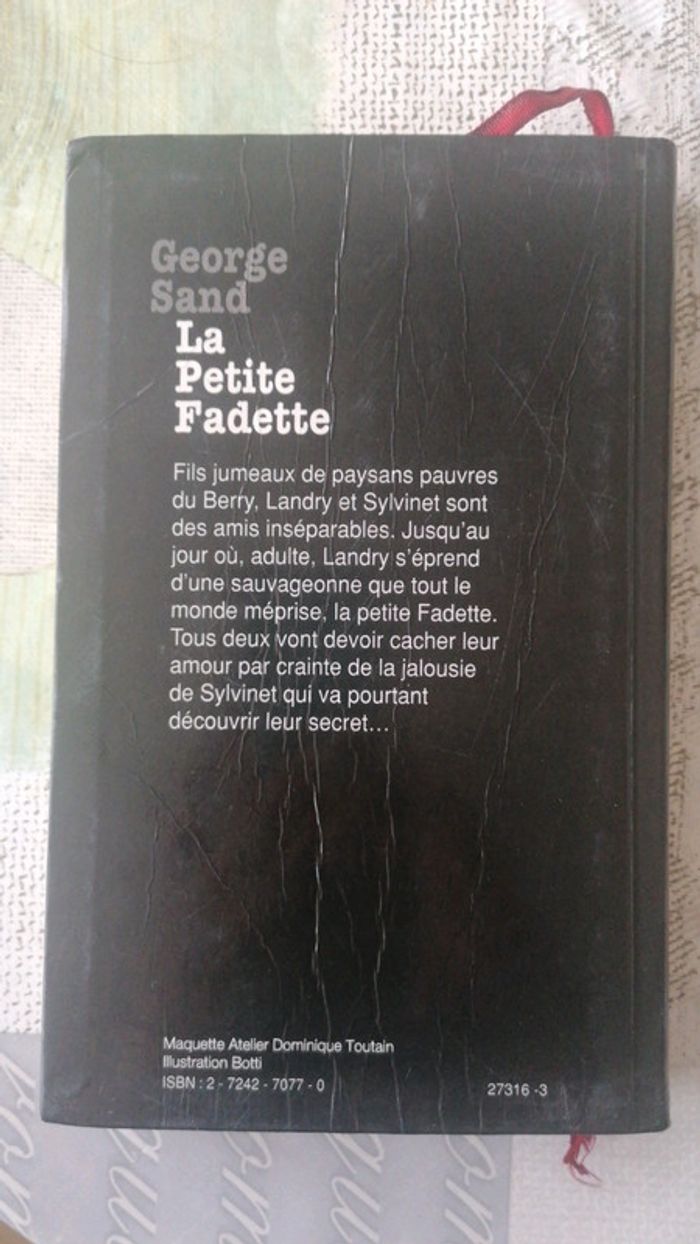 George
Sand
La
Petite
Fadette
Fils jumeaux de paysans pauvres
du Berry, Landry et Sylvinet sont
des amis inséparables. Jusqu'au
jour où, adulte, Landry s'éprend
d'une sauvageonne que tout le
monde méprise, la petite Fadette.
Tous deux vont devoir cacher leur
amour par crainte de la jalousie
de Sylvinet qui va pourtant
découvrir leur secret...
Maquette Atelier Dominique Toutain
Illustration Botti
ISBN : 2 - 7242 - 7077 - 0
27316 -3